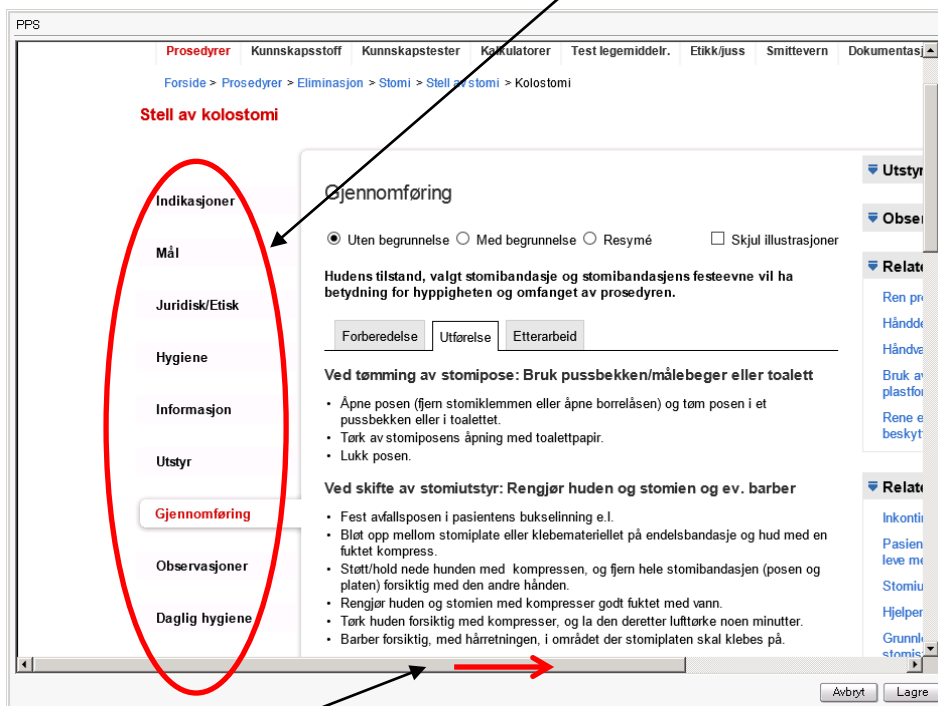 PPS
Prosedyrer Kunnskapsstoff Kunnskapstester Kalkulatorer Test legemiddelr. Etikk/juss Smittevern Dokumentasj
Forside > Prosedyrer > Eliminasjon > Stomi > Stell av stomi > Kolostomi
Stell av kolostomi
Indikasjoner
Mål
Juridisk/Etisk
Hygiene
Informasjon
Utstyr
Gjennomføring
Observasjoner
Daglig hygiene
Gjennomføring
Uten begrunnelse Med begrunnelse Resymé Skjul illustrasjoner
Hudens tilstand, valgt stomibandasje og stomibandasjens festeevne vil ha
betydning for hyppigheten og omfanget av prosedyren.
Forberedelse Utførelse Etterarbeid
Ved tømming av stomipose: Bruk pussbekken/målebeger eller toalett
• Åpne posen (fjern stomiklemmen eller åpne borrelåsen) og tøm posen i et
pussbekken eller i toalettet.
• Tørk av stomiposens åpning med toalettpapir.
• Lukk posen.
Ved skifte av stomiutstyr: Rengjør huden og stomien og ev. barber
• Fest avfallsposen i pasientens bukselinning e.l.
• Bløt opp mellom stomiplate eller klebemateriellet på endelsbandasje og hud med en
fuktet kompress.
• Støtt/hold nede hunden med kompressen, og fjern hele stomibandasjen (posen og
platen) forsiktig med den andre hånden.
• Rengjør huden og stomien med kompresser godt fuktet med vann.
• Tørk huden forsiktig med kompresser, og la den deretter lufttørke noen minutter.
• Barber forsiktig, med hårretningen, i området der stomiplaten skal klebes på.
Utstyr
Obser
Relate
Ren pr
Håndde
Håndva
Bruk av
plastfor
Rene e
beskyt
Relate
Inkonti
Pasien
leve me
Stomiu
Hjelper
Grunnl
stomis
Avbryt Lagre